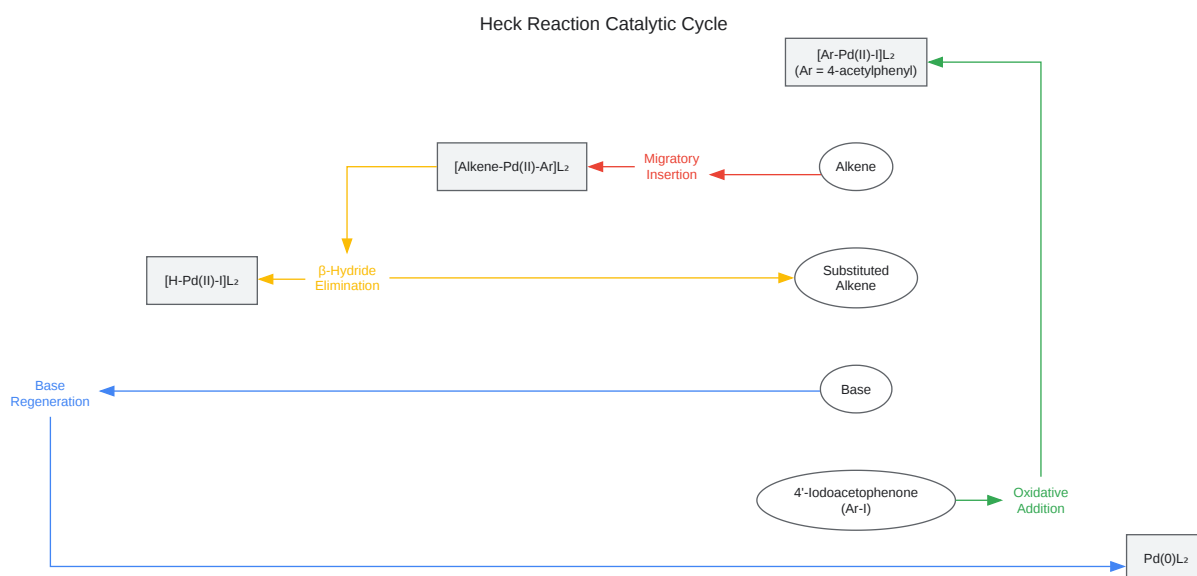 Heck Reaction Catalytic Cycle
[Ar-Pd(II)-I]L₂
(Ar = 4-acetylphenyl)
[Alkene-Pd(II)-Ar]L₂
Migratory
Insertion
Alkene
[H-Pd(II)-I]L₂
β-Hydride
Elimination
Substituted
Alkene
Base
Regeneration
Base
4'-Iodoacetophenone
(Ar-I)
Oxidative
Addition
Pd(0)L₂